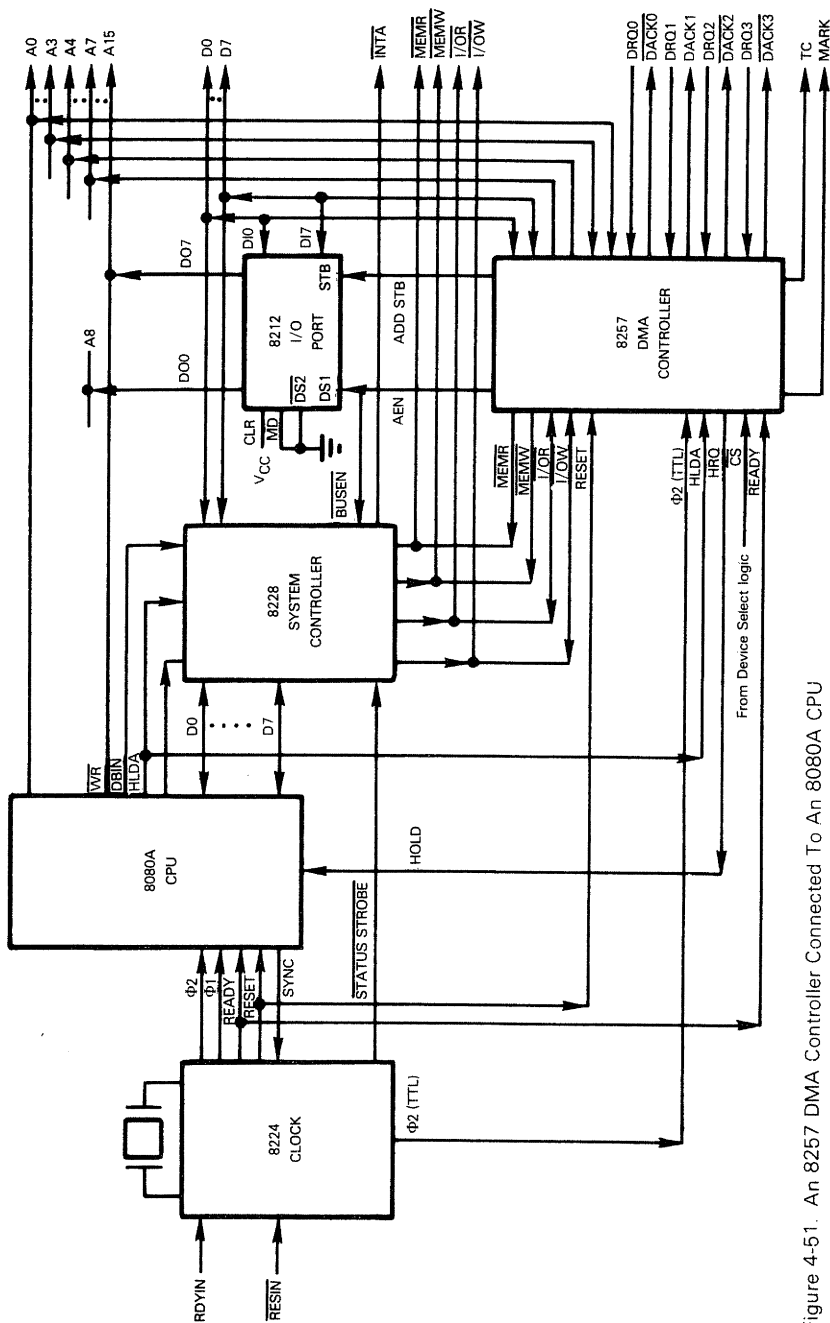 A0
A3
A4
A7
A15
D0
D7
INTA
MEMR
MEMW
I/OR
I/OW
DRQ0
DACK0
DRQ1
DACK1
DRQ2
DACK2
DRQ3
DACK3
TC
MARK
A8
DO0
DO7
DI0
DI7
8212
I/O
PORT
STB
DS2
DS1
CLR
MD
VCC
ADD STB
AEN
8257
DMA
CONTROLLER
MEMR
MEMW
I/OR
I/OW
RESET
Φ2 (TTL)
HLDA
HRQ
CS
READY
From Device Select logic
BUSEN
8228
SYSTEM
CONTROLLER
D0
D7
WR
DBIN
HLDA
8080A
CPU
HOLD
Φ2
Φ1
READY
RESET
SYNC
STATUS STROBE
8224
CLOCK
Φ2 (TTL)
RDYIN
RESIN
igure 4-51. An 8257 DMA Controller Connected To An 8080A CPU